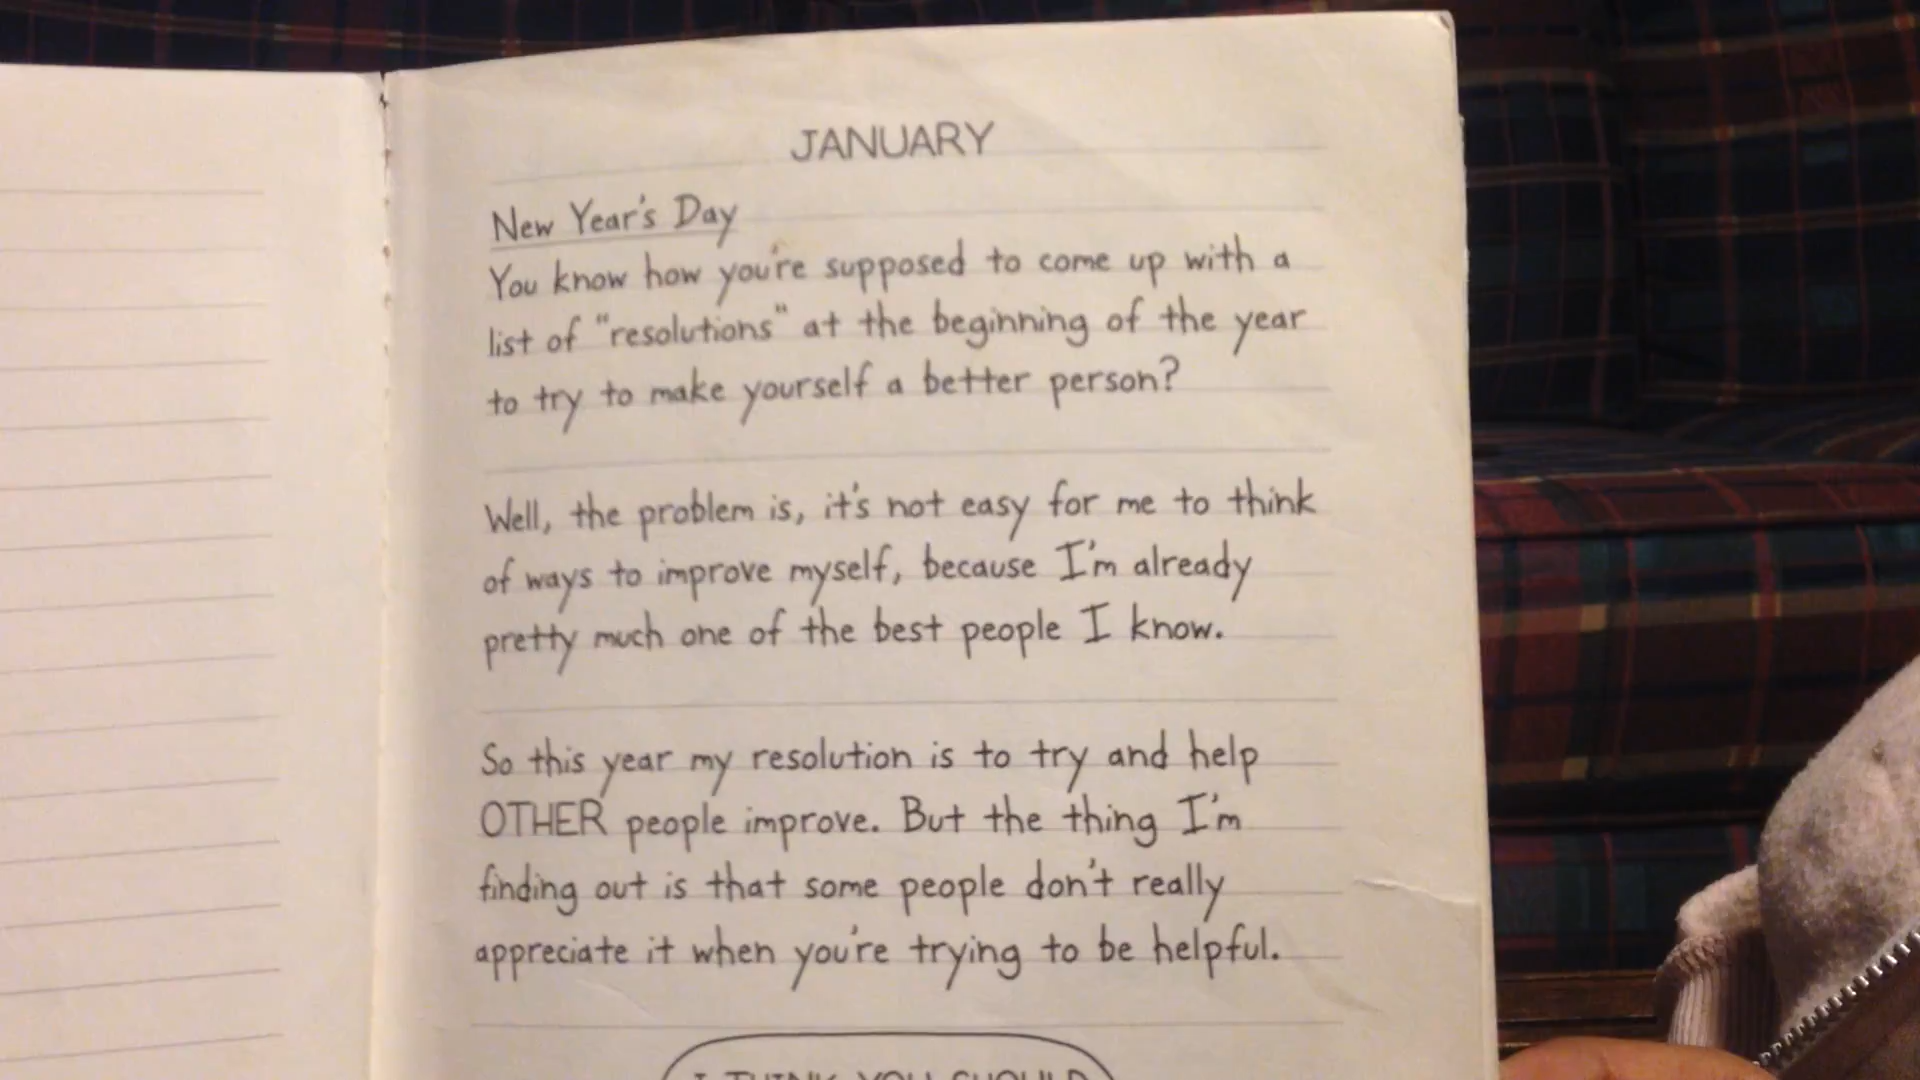 JANUARY
New Year's Day
You know how you're supposed to come up with a
list of "resolutions" at the beginning of the year
to try to make yourself a better person?
Well, the problem is, it's not easy for me to think
of ways to improve myself, because I'm already
pretty much one of the best people I know.
So this year my resolution is to try and help
OTHER people improve. But the thing I'm
finding out is that some people don't really
appreciate it when you're trying to be helpful.
I THINK YOU SHOULD